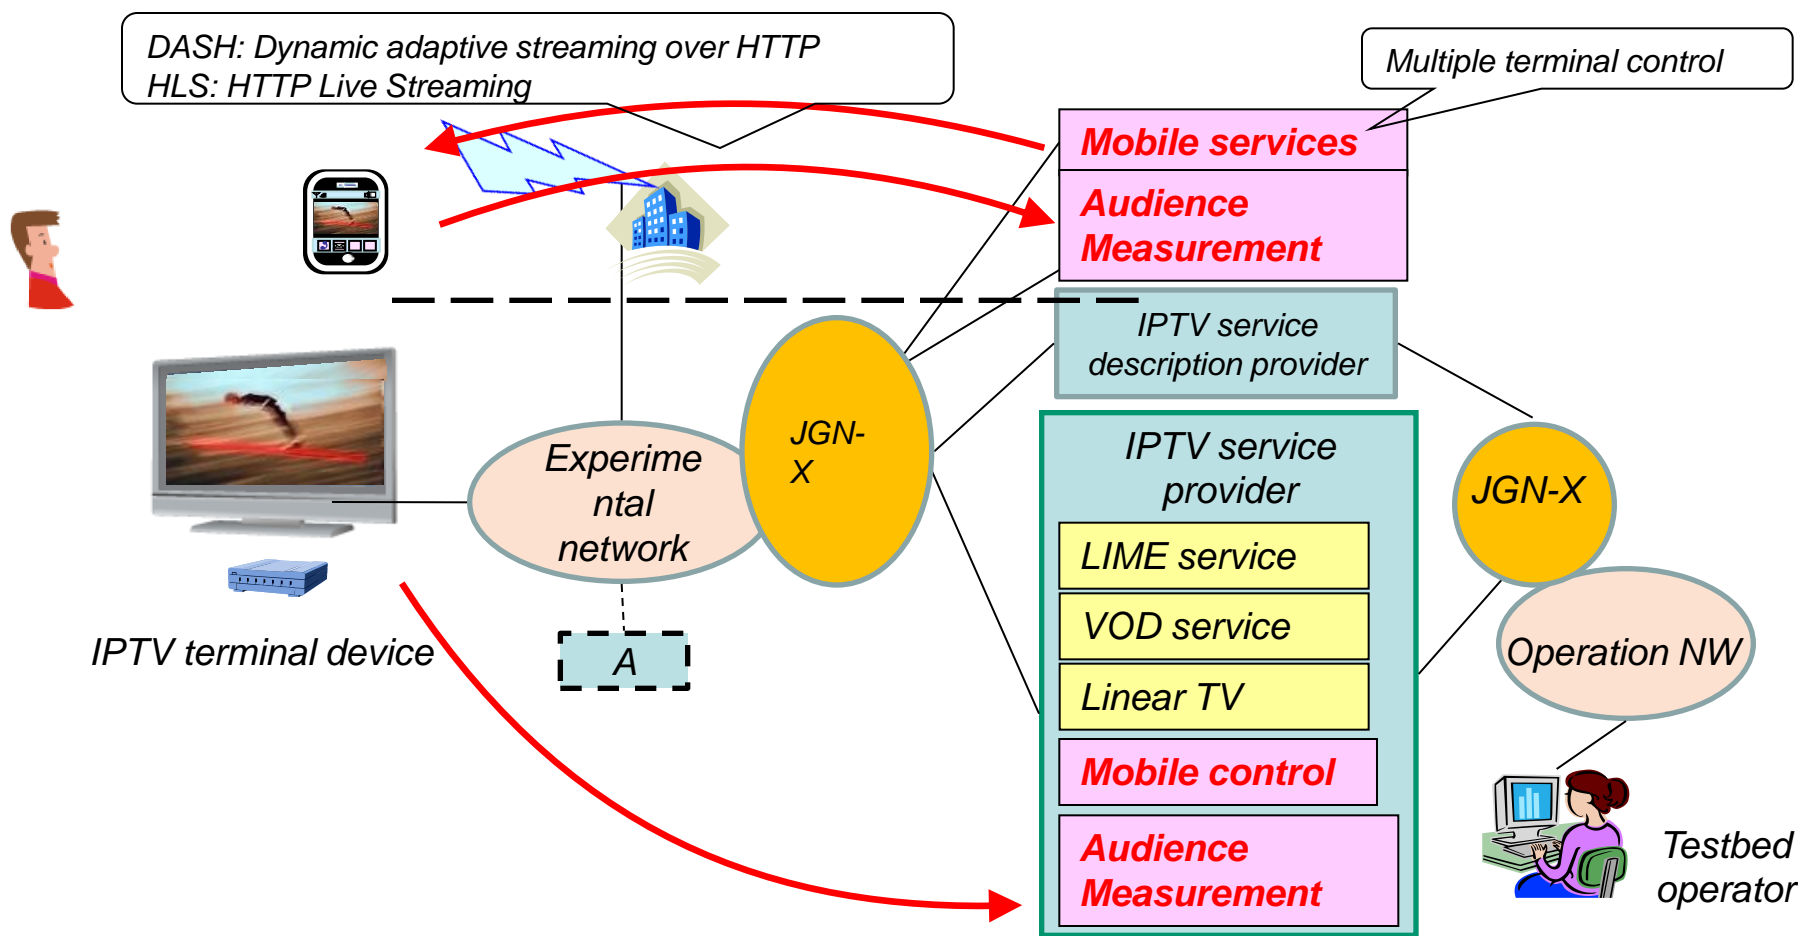 DASH: Dynamic adaptive streaming over HTTP
HLS: HTTP Live Streaming
Multiple terminal control
Mobile services
Audience
Measurement
IPTV service
description provider
JGN-
X
Experime
ntal
network
IPTV service
provider
JGN-X
LIME service
VOD service
Linear TV
Mobile control
Audience
Measurement
Operation NW
IPTV terminal device
A
Testbed
operator